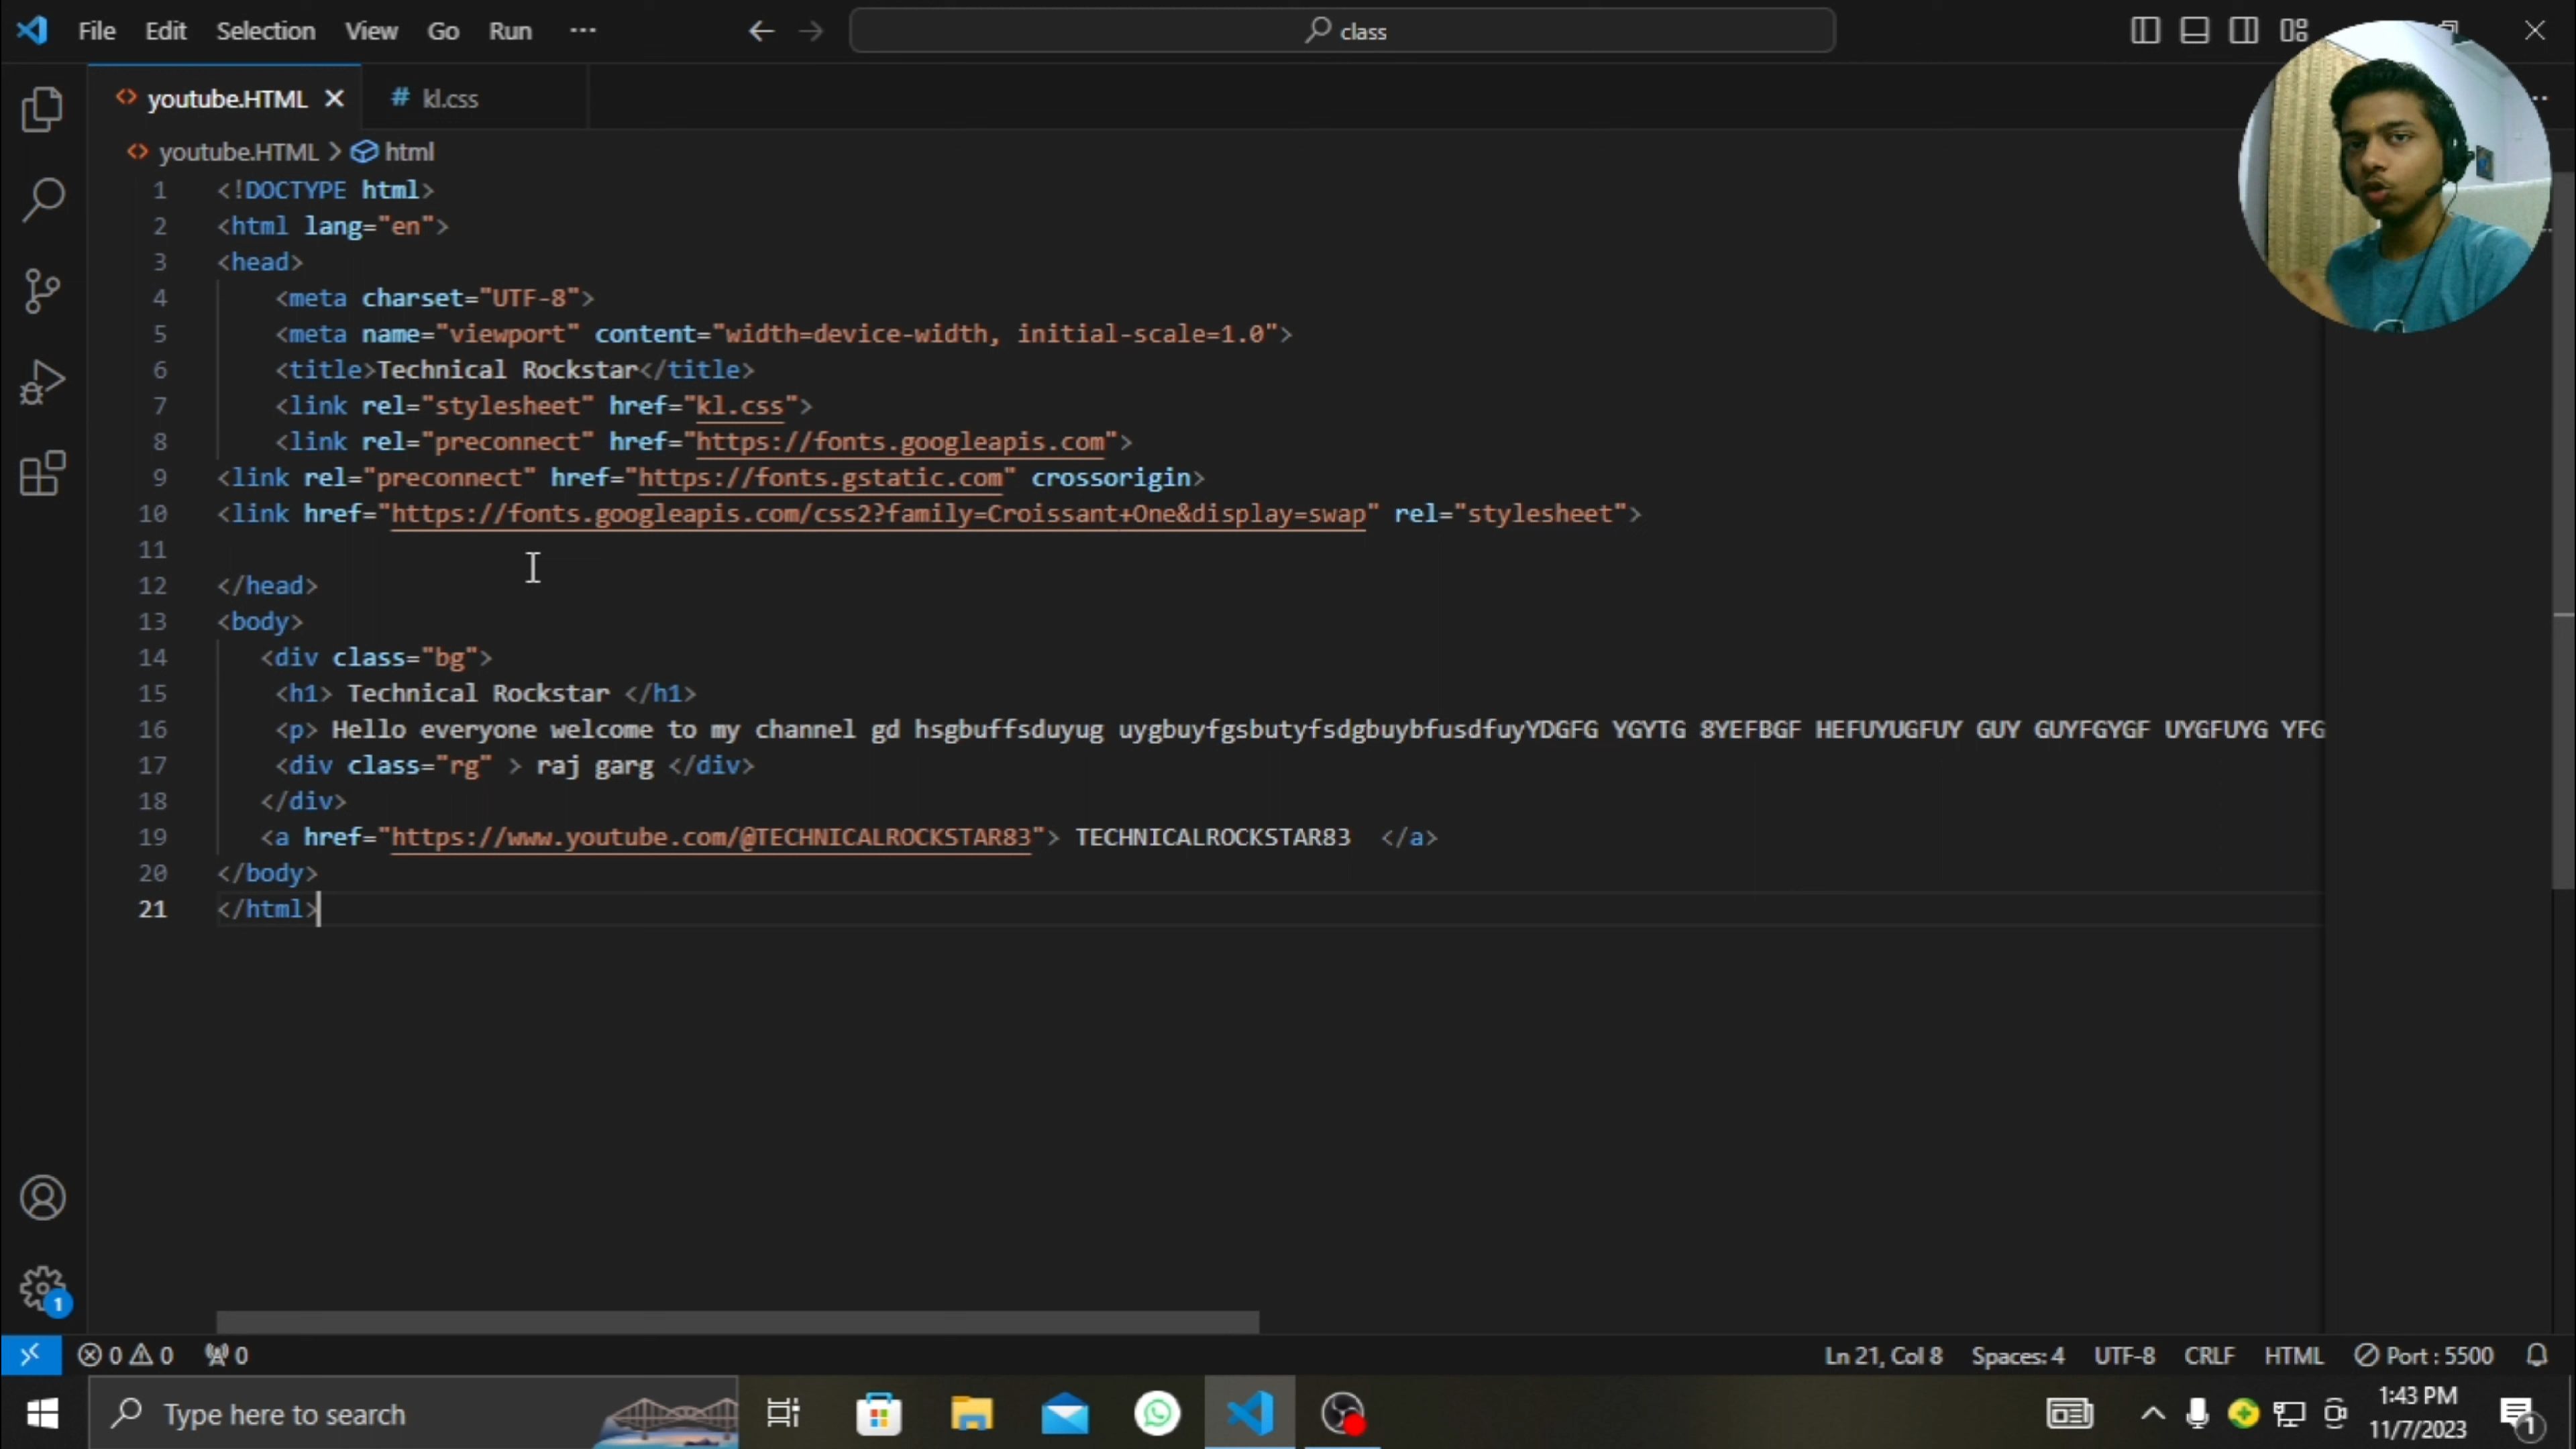 File Edit Selection View Go Run ··· class
youtube.HTML # kl.css
youtube.HTML > html
1 <!DOCTYPE html>
2 <html lang="en">
3 <head>
4 <meta charset="UTF-8">
5 <meta name="viewport" content="width=device-width, initial-scale=1.0">
6 <title>Technical Rockstar</title>
7 <link rel="stylesheet" href="kl.css">
8 <link rel="preconnect" href="https://fonts.googleapis.com">
9 <link rel="preconnect" href="https://fonts.gstatic.com" crossorigin>
10 <link href="https://fonts.googleapis.com/css2?family=Croissant+One&display=swap" rel="stylesheet">
11
12 </head>
13 <body>
14 <div class="bg">
15 <h1> Technical Rockstar </h1>
16 <p> Hello everyone welcome to my channel gd hsgbuffsduyug uygbuyfgsbutyfsdgbuybfusdfuyYDGFG YGYTG 8YEFBGF HEFUYUGFUY GUY GUYFGYGF UYGFUYG YFG
17 <div class="rg" > raj garg </div>
18 </div>
19 <a href="https://www.youtube.com/@TECHNICALROCKSTAR83"> TECHNICALROCKSTAR83 </a>
20 </body>
21 </html>
1
0 0 0 Ln 21, Col 8 Spaces: 4 UTF-8 CRLF HTML Port : 5500
Type here to search 1:43 PM
11/7/2023 1